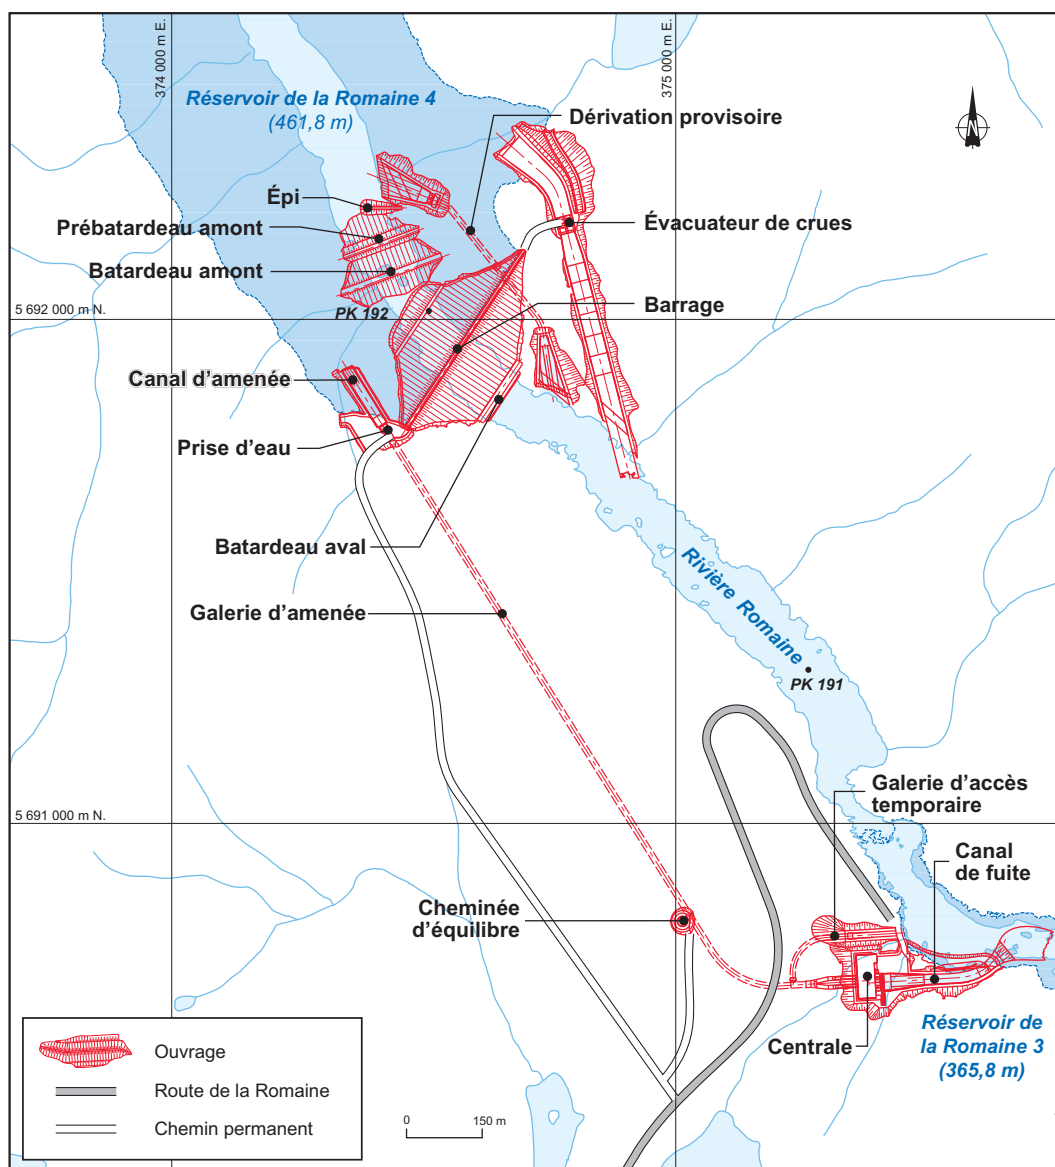 374 000 m E.
375 000 m E.
Réservoir de la Romaine 4
(461,8 m)
Dérivation provisoire
Épi
Prébatardeau amont
Évacuateur de crues
Batardeau amont
Barrage
5 692 000 m N.
PK 192
Canal d'amenée
Prise d'eau
Batardeau aval
Galerie d'amenée
Rivière Romaine
PK 191
Galerie d'accès
temporaire
5 691 000 m N.
Canal
de fuite
Cheminée
d'équilibre
Centrale
Réservoir de
la Romaine 3
(365,8 m)
Ouvrage
Route de la Romaine
Chemin permanent
0 150 m